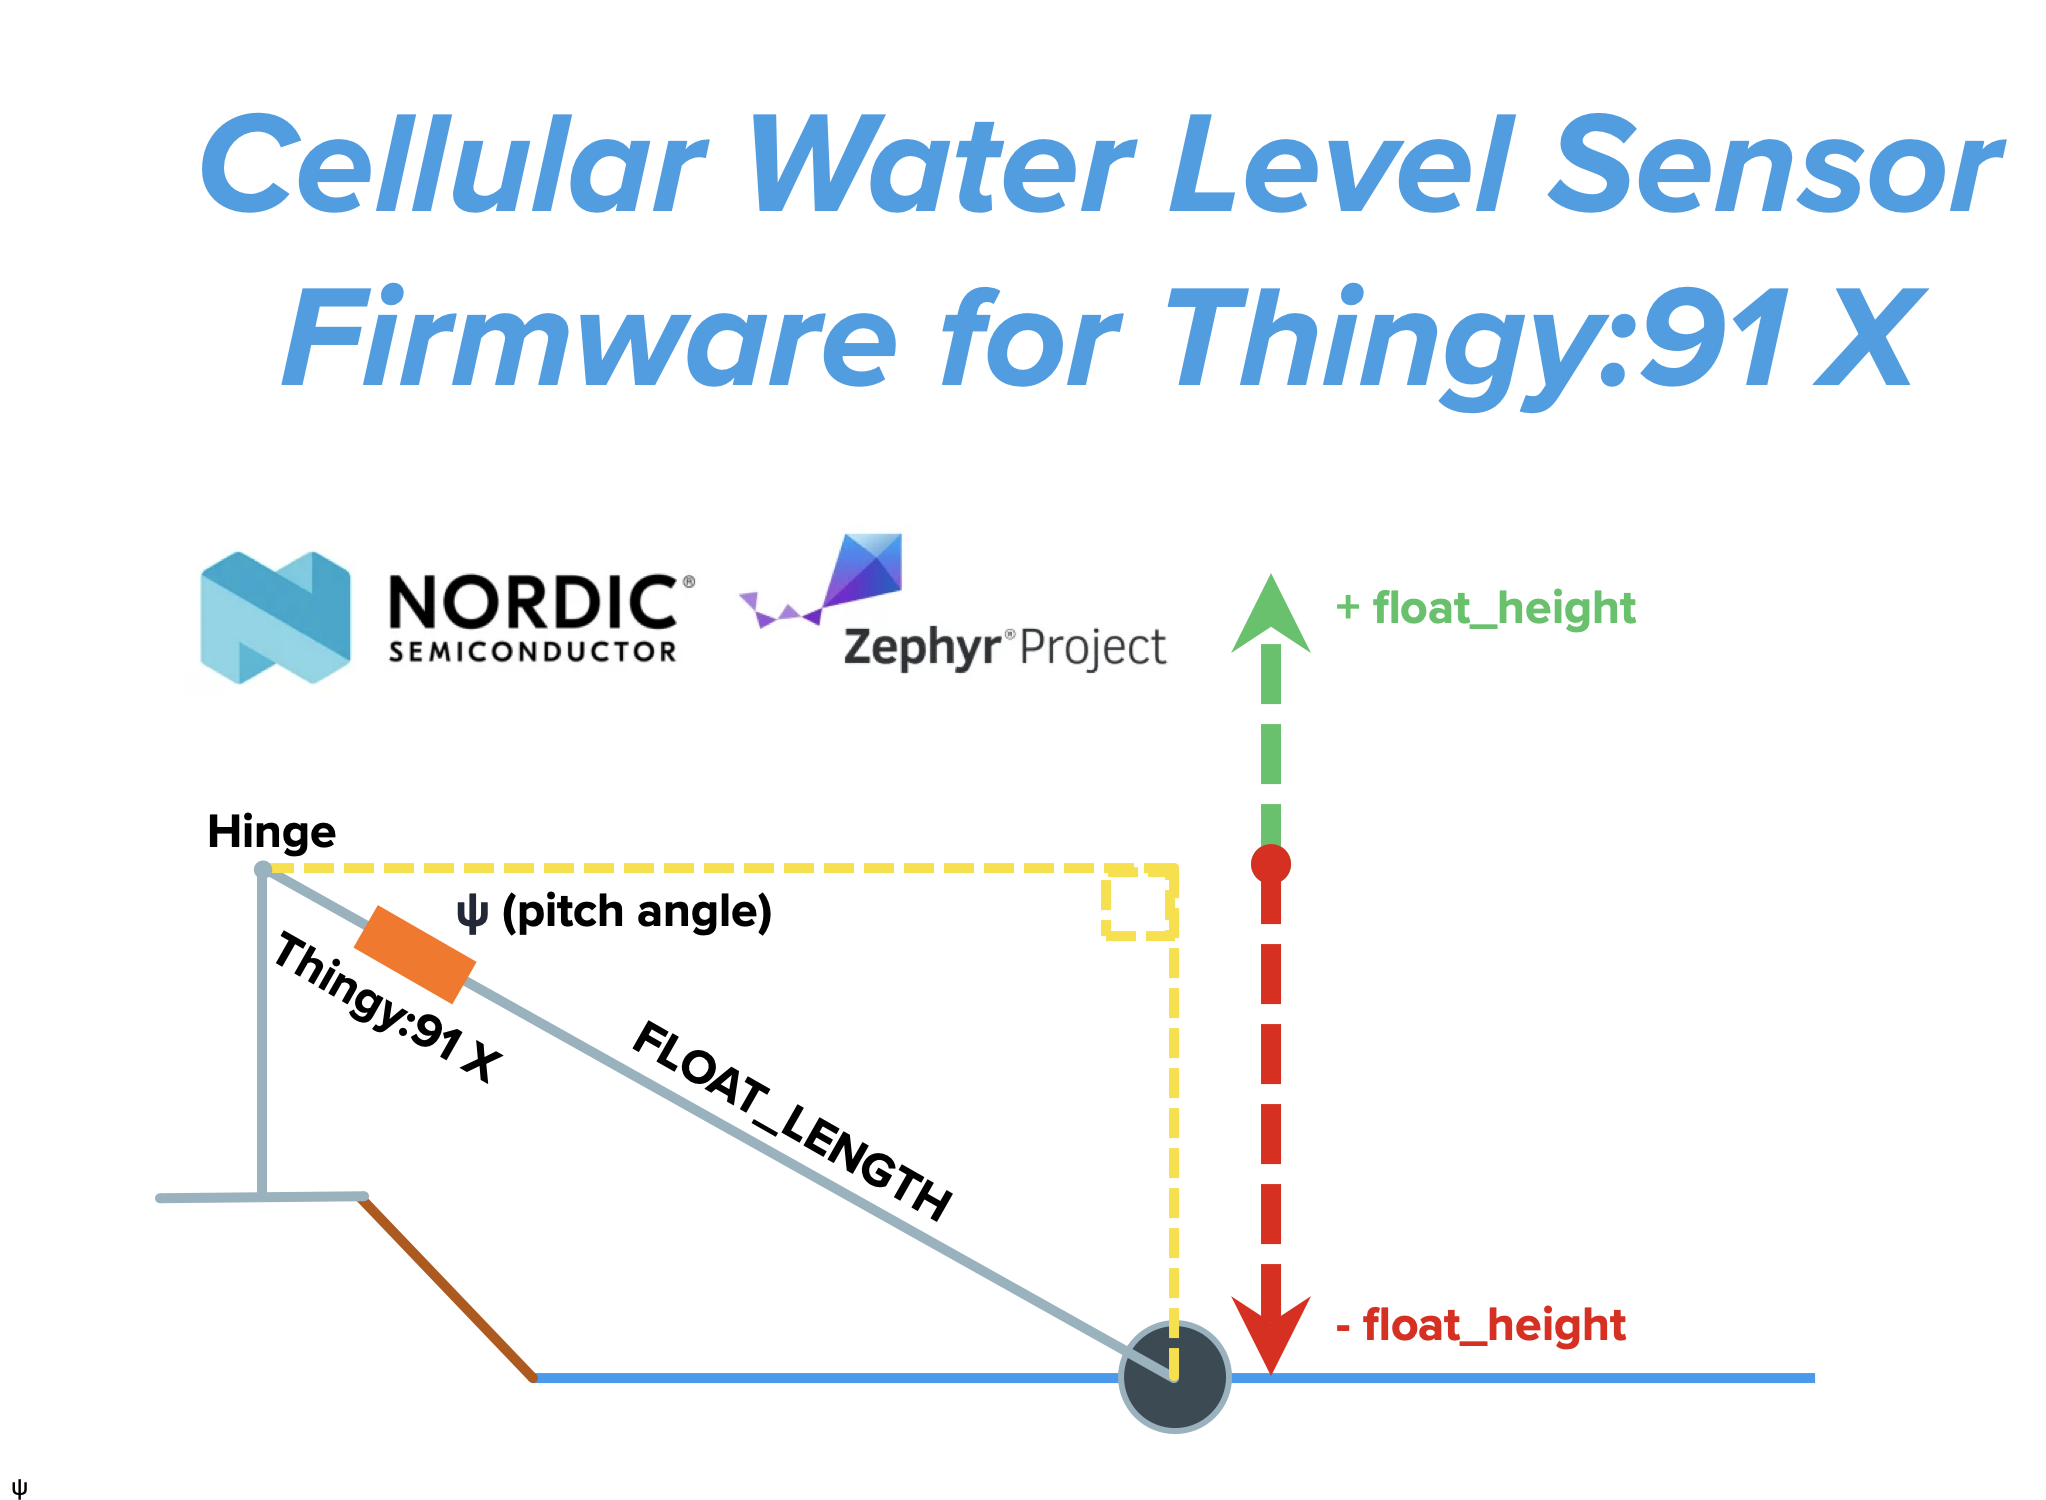 Cellular Water Level Sensor
Firmware for Thingy:91 X
NORDIC®
SEMICONDUCTOR
Zephyr® Project
+ float_height
Hinge
ψ (pitch angle)
Thingy:91 X
FLOAT_LENGTH
- float_height
ψ